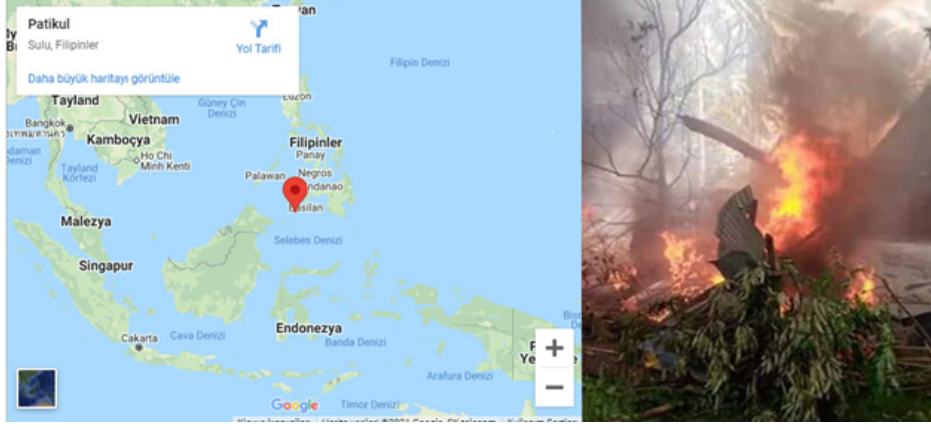 Patikul
Sulu, Filipinler
Yol Tarifi
Daha büyük haritayı görüntüle
Filipin Denizi
Tayland
Güney Çin
Denizi
Vietnam
Bangkok
Kamboçya
Filipinler
Panay
Ho Chi
Minh Kenti
Tayland
Körfezi
Palawan
Negros
Basilan
Malezya
Selebes Denizi
Singapur
Cakarta
Cava Denizi
Endonezya
Banda Denizi
Arafura Denizi
Google
Timor Denizi